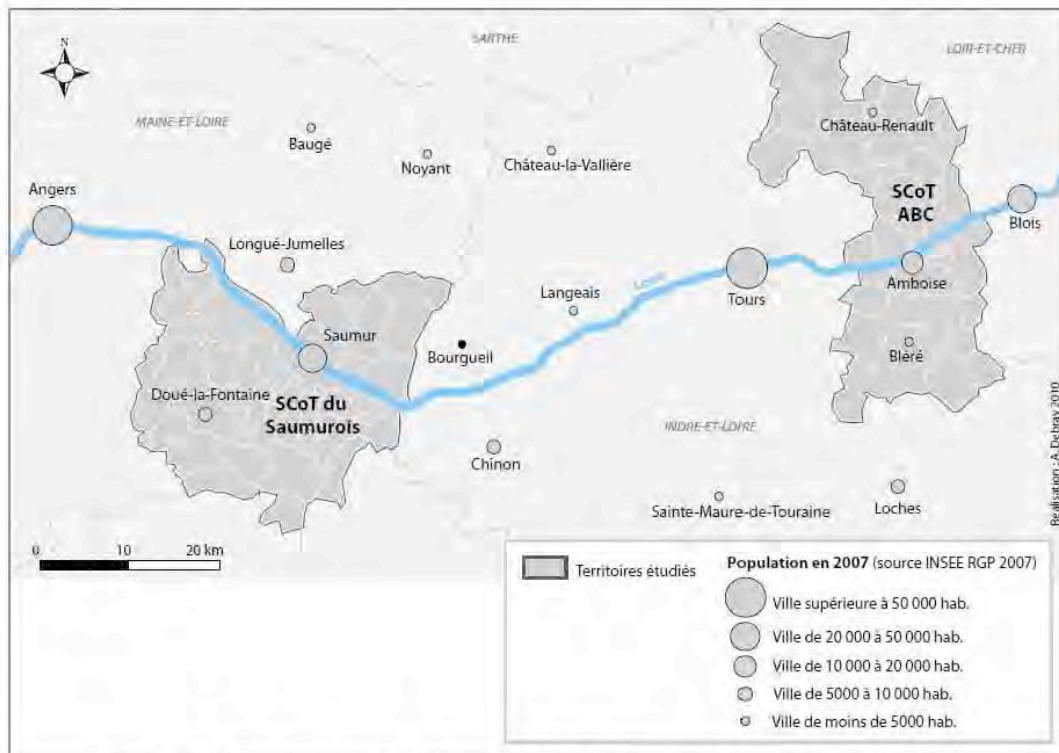 N
SARTHE
LOIR-ET-CHER
MAINE-ET-LOIRE
Baugé
Noyant
Château-la-Vallière
Château-Renault
Angers
SCoT
ABC
Blois
Longué-Jumelles
Loire
Tours
Amboise
Langeais
Saumur
Bourgueil
Bléré
Doué-la-Fontaine
SCoT du
Saumurois
INDRE-ET-LOIRE
Chinon
Sainte-Maure-de-Touraine
Loches
Réalisation : A. Debray 2010
0 10 20 km
Territoires étudiés
Population en 2007 (source INSEE RGP 2007)
Ville supérieure à 50 000 hab.
Ville de 20 000 à 50 000 hab.
Ville de 10 000 à 20 000 hab.
Ville de 5000 à 10 000 hab.
Ville de moins de 5000 hab.